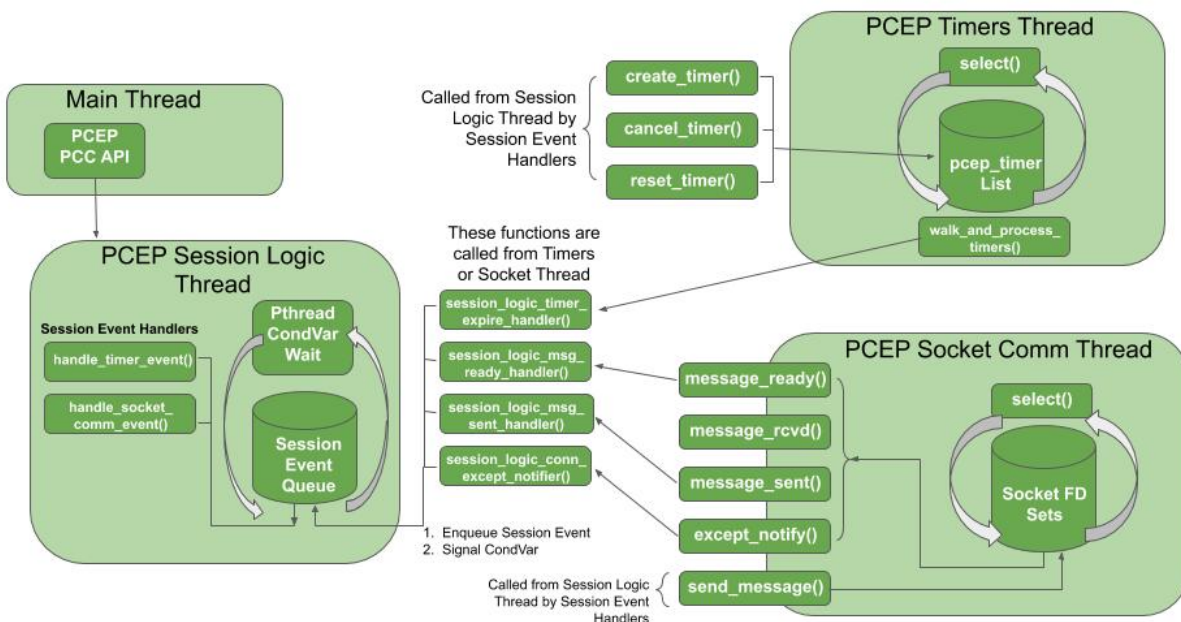 Main Thread
PCEP
PCC API
PCEP Session Logic
Thread
Session Event Handlers
handle_timer_event()
handle_socket_
comm_event()
Pthread
CondVar
Wait
Session
Event
Queue
Called from Session
Logic Thread by
Session Event
Handlers
create_timer()
cancel_timer()
reset_timer()
PCEP Timers Thread
select()
pcep_timer
List
walk_and_process_
timers()
These functions are
called from Timers
or Socket Thread
session_logic_timer_
expire_handler()
session_logic_msg_
ready_handler()
session_logic_msg_
sent_handler()
session_logic_conn_
except_notifier()
1. Enqueue Session Event
2. Signal CondVar
PCEP Socket Comm Thread
message_ready()
message_rcvd()
message_sent()
except_notify()
send_message()
select()
Socket FD
Sets
Called from Session Logic
Thread by Session Event
Handlers